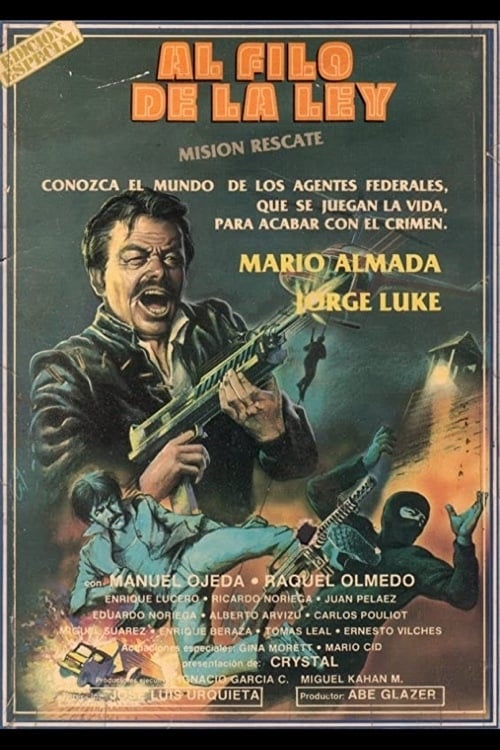 EDICION
ESPECIAL
AL FILO
DE LA LEY
MISION RESCATE
CONOZCA EL MUNDO DE LOS AGENTES FEDERALES,
QUE SE JUEGAN LA VIDA,
PARA ACABAR CON EL CRIMEN.
MARIO ALMADA
JORGE LUKE
con MANUEL OJEDA • RAQUEL OLMEDO
ENRIQUE LUCERO • RICARDO NORIEGA • JUAN PELAEZ
EDUARDO NORIEGA • ALBERTO ARVIZU • CARLOS POULIOT
MIGUEL SUAREZ • ENRIQUE BERAZA • TOMAS LEAL • ERNESTO VILCHES
Actuaciones especiales: GINA MORETT • MARIO CID
presentación de: CRYSTAL
Productores ejecutivos IGNACIO GARCIA C. MIGUEL KAHAN M.
JOSE LUIS URQUIETA
Productor: ABE GLAZER